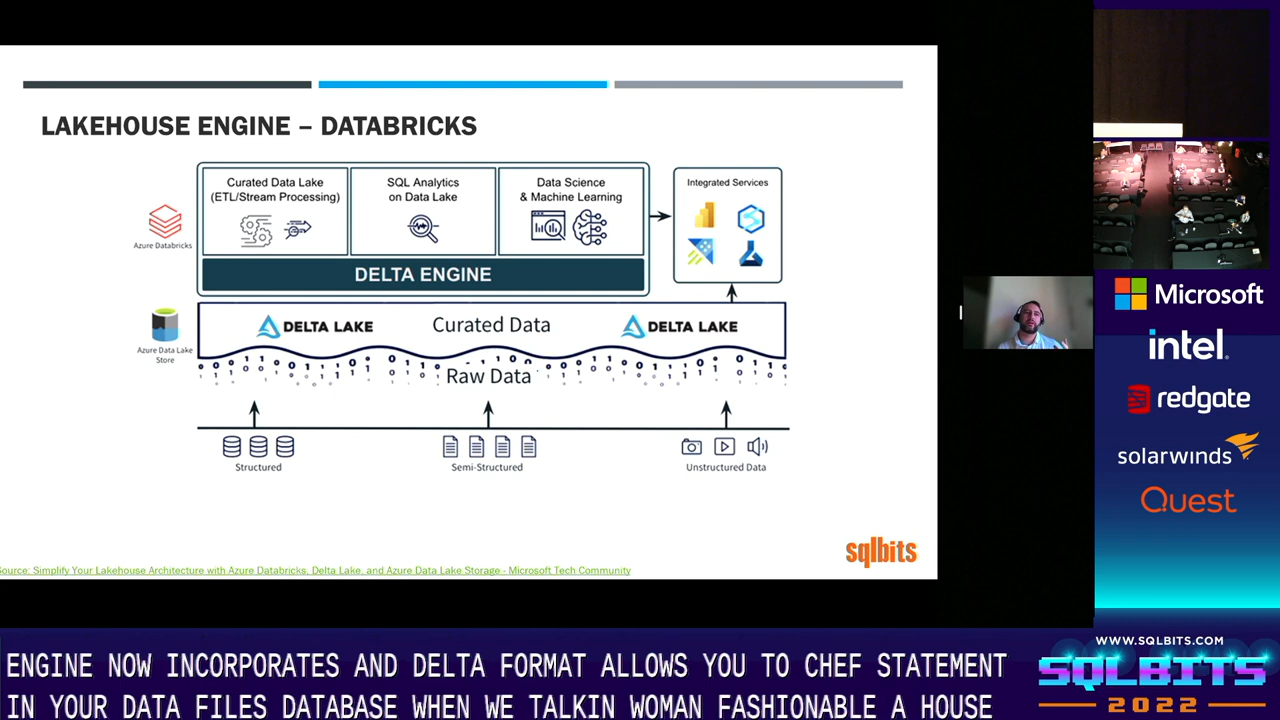 LAKEHOUSE ENGINE – DATABRICKS
Curated Data Lake
(ETL/Stream Processing)
SQL Analytics
on Data Lake
Data Science
& Machine Learning
Integrated Services
Azure Databricks
DELTA ENGINE
DELTA LAKE
Curated Data
DELTA LAKE
Azure Data Lake
Store
Raw Data
Structured
Semi-Structured
Unstructured Data
sqlbits
Source: Simplify Your Lakehouse Architecture with Azure Databricks, Delta Lake, and Azure Data Lake Storage - Microsoft Tech Community
Microsoft
intel.
redgate
solarwinds
Quest
WWW.SQLBITS.COM
SQLBITS
2022
ENGINE NOW INCORPORATES AND DELTA FORMAT ALLOWS YOU TO CHEF STATEMENT
IN YOUR DATA FILES DATABASE WHEN WE TALKIN WOMAN FASHIONABLE A HOUSE